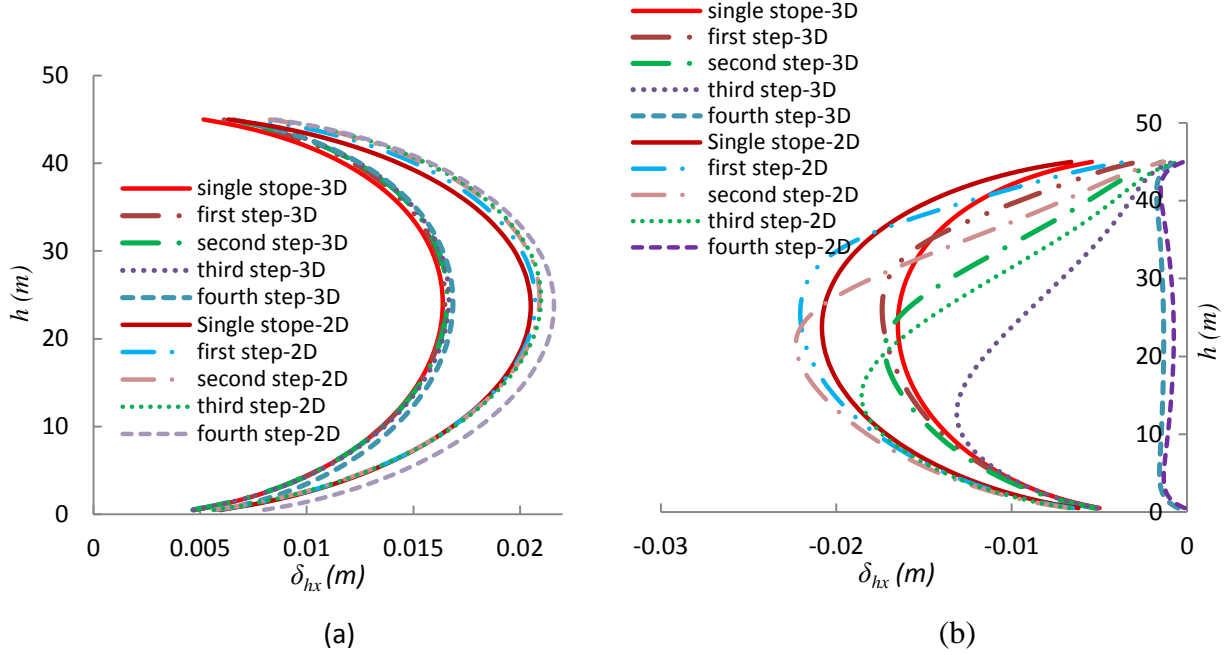 50
40
30
20
10
0
h (m)
single stope-3D
first step-3D
second step-3D
third step-3D
fourth step-3D
Single stope-2D
first step-2D
second step-2D
third step-2D
fourth step-2D
0
0.005
0.01
0.015
0.02
δhx (m)
(a)
single stope-3D
first step-3D
second step-3D
third step-3D
fourth step-3D
Single stope-2D
first step-2D
second step-2D
third step-2D
fourth step-2D
50
40
30
20
10
0
h (m)
-0.03
-0.02
-0.01
0
δhx (m)
(b)